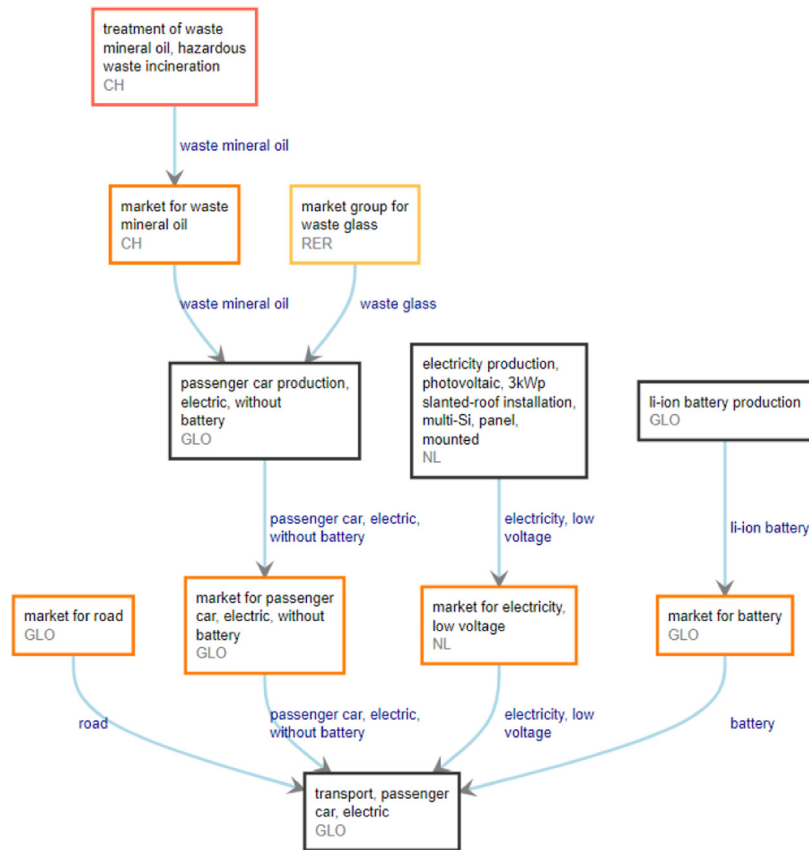 treatment of waste
mineral oil, hazardous
waste incineration
CH
waste mineral oil
market for waste
mineral oil
CH
market group for
waste glass
RER
waste mineral oil
waste glass
passenger car production,
electric, without
battery
GLO
electricity production,
photovoltaic, 3kWp
slanted-roof installation,
multi-Si, panel,
mounted
NL
li-ion battery production
GLO
passenger car, electric,
without battery
electricity, low
voltage
li-ion battery
market for road
GLO
market for passenger
car, electric, without
battery
GLO
market for electricity,
low voltage
NL
market for battery
GLO
road
passenger car, electric,
without battery
electricity, low
voltage
battery
transport, passenger
car, electric
GLO